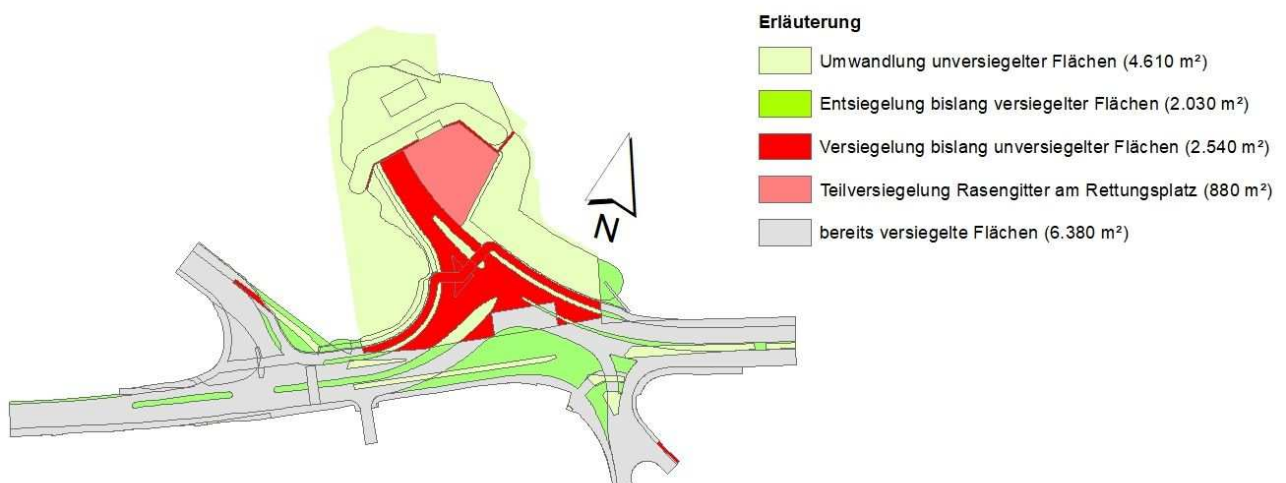 Erläuterung
Umwandlung unversiegelter Flächen (4.610 m²)
Entsiegelung bislang versiegelter Flächen (2.030 m²)
Versiegelung bislang unversiegelter Flächen (2.540 m²)
Teilversiegelung Rasengitter am Rettungsplatz (880 m²)
bereits versiegelte Flächen (6.380 m²)
N